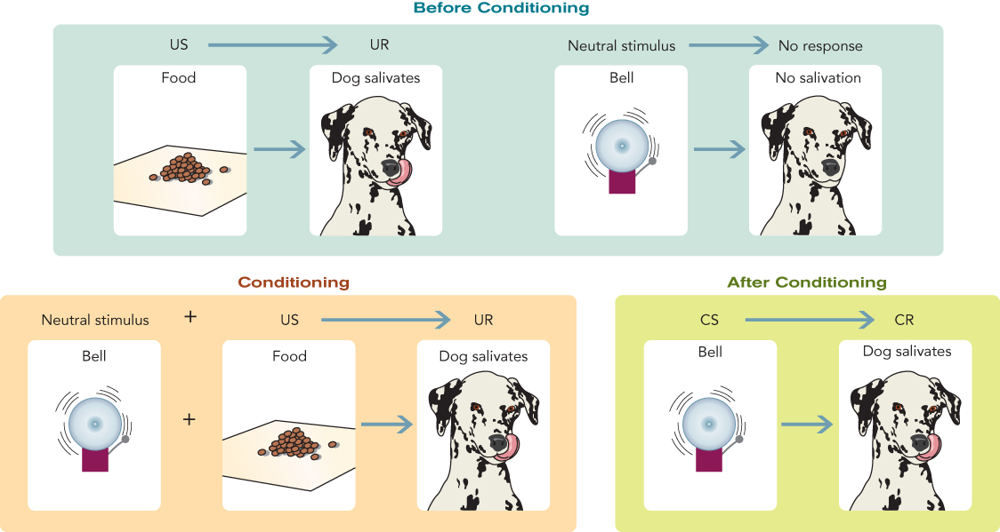 Before Conditioning
US UR Neutral stimulus No response
Food Dog salivates Bell No salivation
Conditioning
Neutral stimulus + US UR
Bell Food Dog salivates
+
After Conditioning
CS CR
Bell Dog salivates